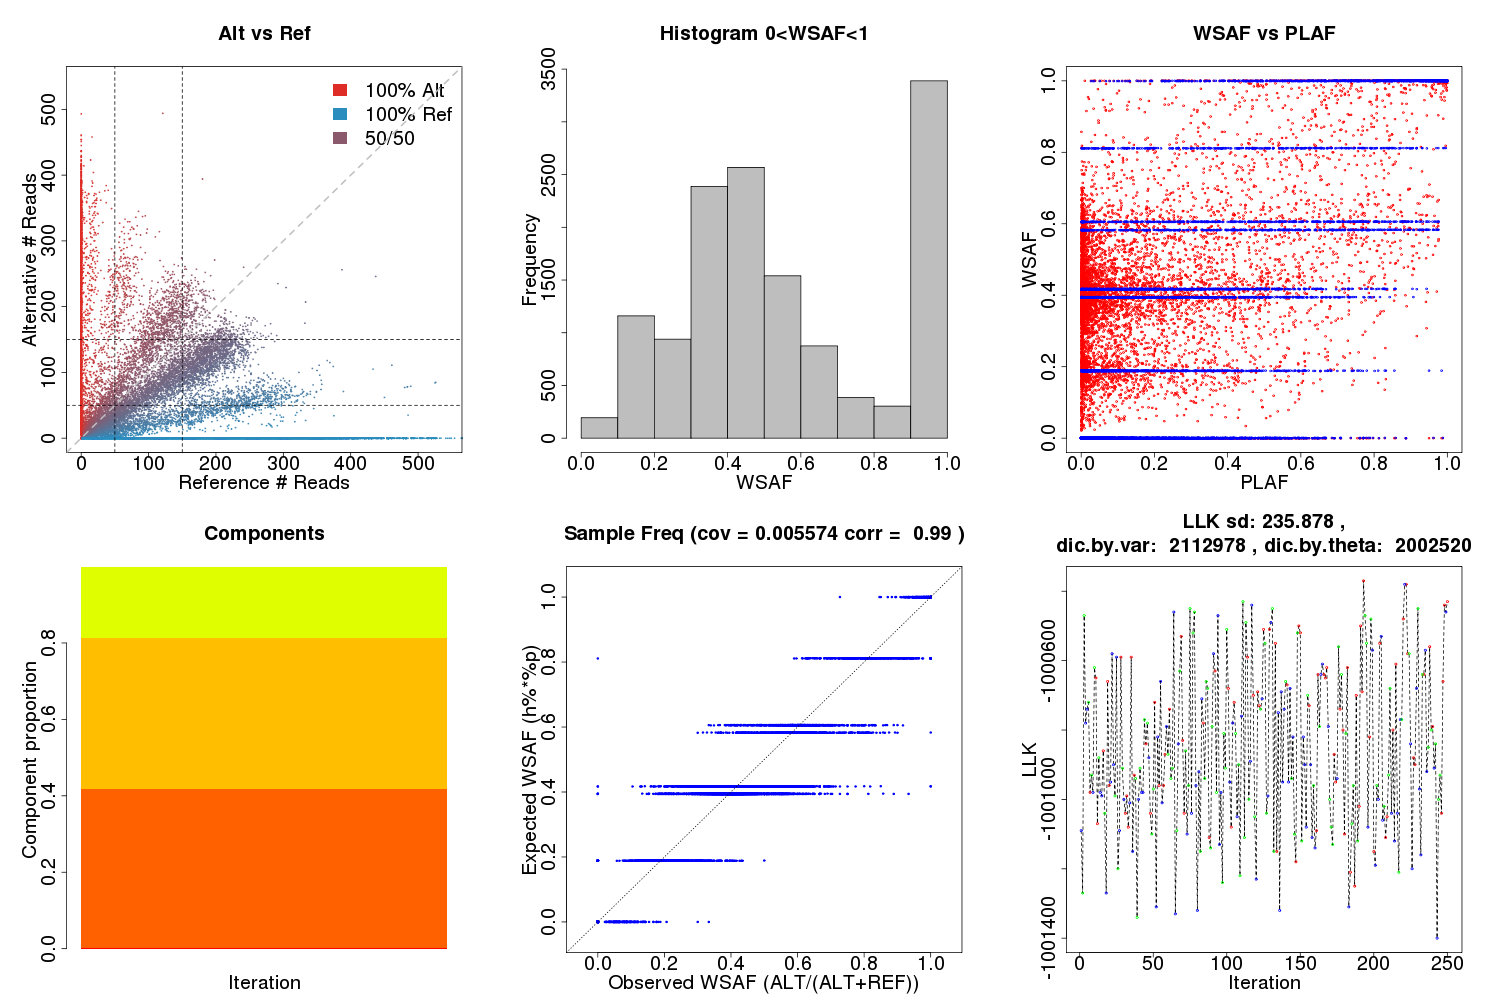 Alt vs Ref
100% Alt
100% Ref
50/50
Alternative # Reads
0 100 200 300 400 500
0 100 200 300 400 500
Reference # Reads
Histogram 0<WSAF<1
Frequency
0 500 1500 2500 3500
0.0 0.2 0.4 0.6 0.8 1.0
WSAF
WSAF vs PLAF
WSAF
0.0 0.2 0.4 0.6 0.8 1.0
0.0 0.2 0.4 0.6 0.8 1.0
PLAF
Components
Component proportion
0.0 0.2 0.4 0.6 0.8
Iteration
Sample Freq (cov = 0.005574 corr = 0.99 )
Expected WSAF (h%*%p)
0.0 0.2 0.4 0.6 0.8 1.0
0.0 0.2 0.4 0.6 0.8 1.0
Observed WSAF (ALT/(ALT+REF))
LLK sd: 235.878 ,
dic.by.var: 2112978 , dic.by.theta: 2002520
LLK
-1001400 -1001000 -1000600
0 50 100 150 200 250
Iteration